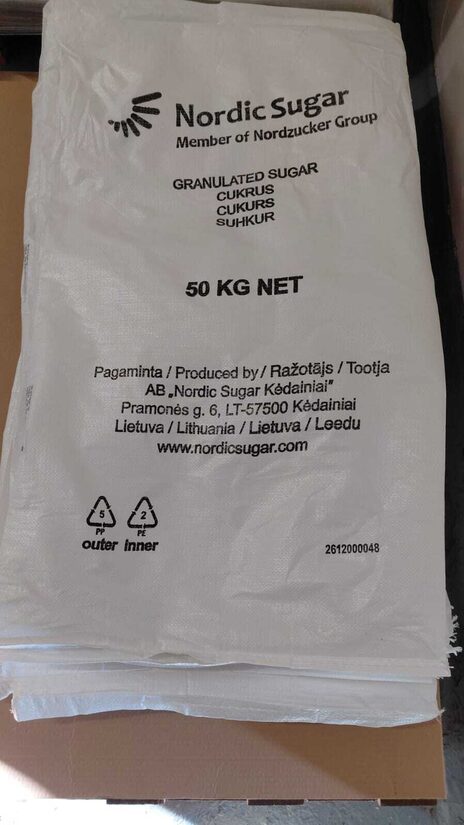 Nordic Sugar
Member of Nordzucker Group
GRANULATED SUGAR
CUKRUS
CUKURS
SUHKUR
50 KG NET
Pagaminta / Produced by / Ražotājs / Tootja
AB „Nordic Sugar Kėdainiai"
Pramonės g. 6, LT-57500 Kėdainiai
Lietuva / Lithuania / Lietuva / Leedu
www.nordicsugar.com
5 2
PP PE
outer inner
2612000048